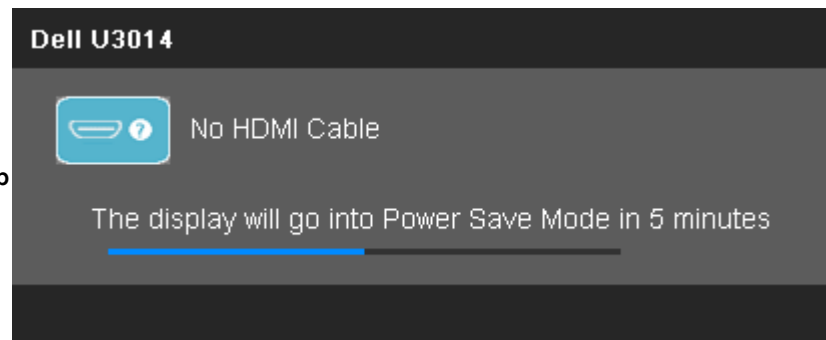 Dell U3014
? No HDMI Cable
The display will go into Power Save Mode in 5 minutes